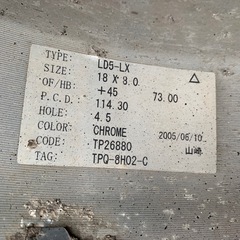 TYPE: LD5-LX
SIZE: 18 X 8.0 △
OF/HB: +45 73.00
P.C.D.: 114.30
HOLE: 4.5
COLOR: CHROME 2005/06/10
CODE: TP26880 山崎
TAG: TPQ-8H02-C